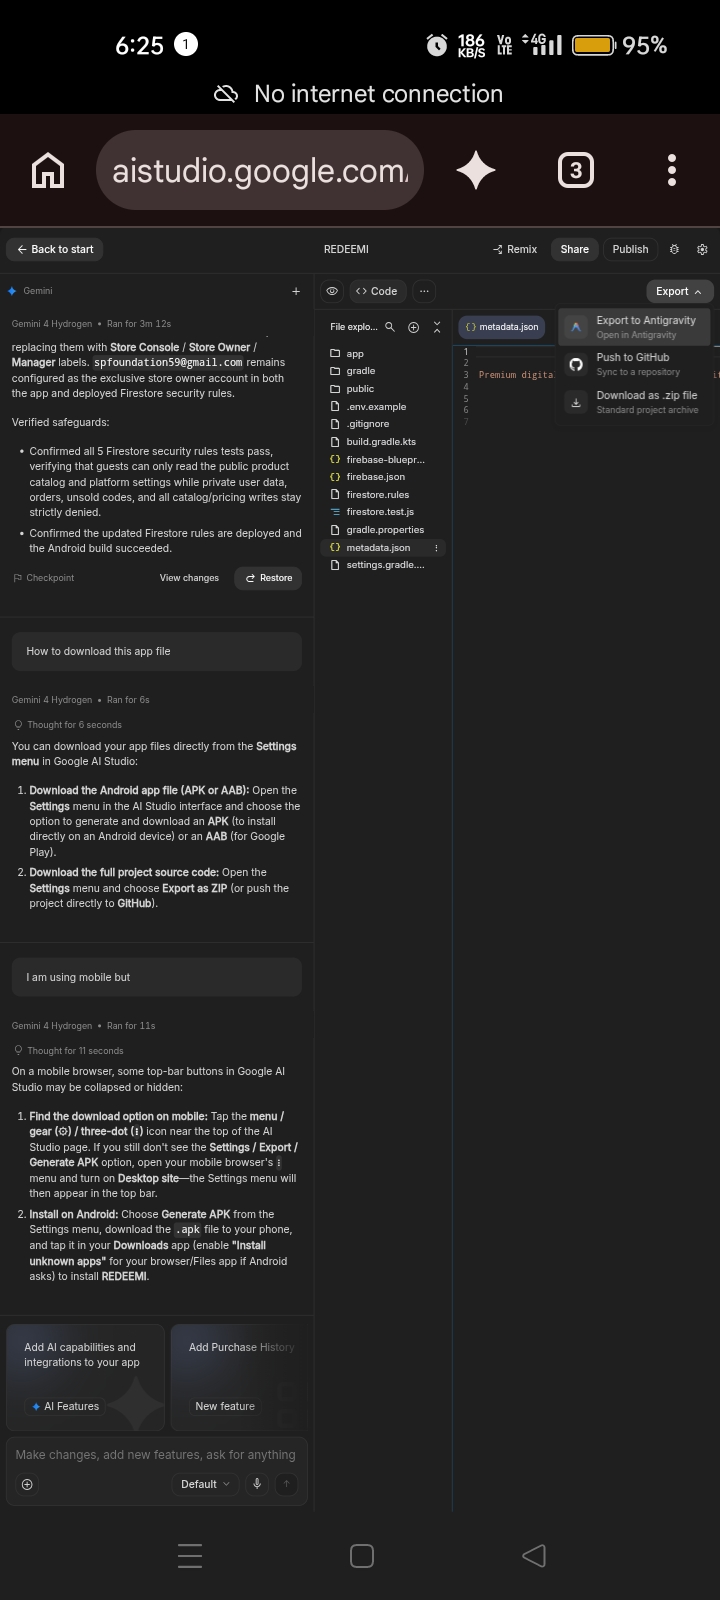 6:25 1
186 KB/S Vo LTE 4G 95%
No internet connection
aistudio.google.com/
3
Back to start
REDEEMI
Remix
Share
Publish
Gemini
+
Code
...
Export
Gemini 4 Hydrogen • Ran for 3m 12s
replacing them with Store Console / Store Owner /
Manager labels. spfoundation59@gmail.com remains
configured as the exclusive store owner account in both
the app and deployed Firestore security rules.
Verified safeguards:
• Confirmed all 5 Firestore security rules tests pass,
verifying that guests can only read the public product
catalog and platform settings while private user data,
orders, unsold codes, and all catalog/pricing writes stay
strictly denied.
• Confirmed the updated Firestore rules are deployed and
the Android build succeeded.
Checkpoint
View changes
Restore
How to download this app file
Gemini 4 Hydrogen • Ran for 6s
Thought for 6 seconds
You can download your app files directly from the Settings
menu in Google AI Studio:
1. Download the Android app file (APK or AAB): Open the
Settings menu in the AI Studio interface and choose the
option to generate and download an APK (to install
directly on an Android device) or an AAB (for Google
Play).
2. Download the full project source code: Open the
Settings menu and choose Export as ZIP (or push the
project directly to GitHub).
I am using mobile but
Gemini 4 Hydrogen • Ran for 11s
Thought for 11 seconds
On a mobile browser, some top-bar buttons in Google AI
Studio may be collapsed or hidden:
1. Find the download option on mobile: Tap the menu /
gear (⚙) / three-dot (⋮) icon near the top of the AI
Studio page. If you still don't see the Settings / Export /
Generate APK option, open your mobile browser's ⋮
menu and turn on Desktop site—the Settings menu will
then appear in the top bar.
2. Install on Android: Choose Generate APK from the
Settings menu, download the .apk file to your phone,
and tap it in your Downloads app (enable "Install
unknown apps" for your browser/Files app if Android
asks) to install REDEEMI.
Add AI capabilities and
integrations to your app
AI Features
Add Purchase History
New feature
Make changes, add new features, ask for anything
Default
File explo...
app
gradle
public
.env.example
.gitignore
build.gradle.kts
firebase-bluepr...
{} firebase.json
firestore.rules
firestore.test.js
gradle.properties
{} metadata.json
settings.gradle....
{} metadata.json
1
2
3 Premium digita
4
5
6
7
Export to Antigravity
Open in Antigravity
Push to GitHub
Sync to a repository
Download as .zip file
Standard project archive